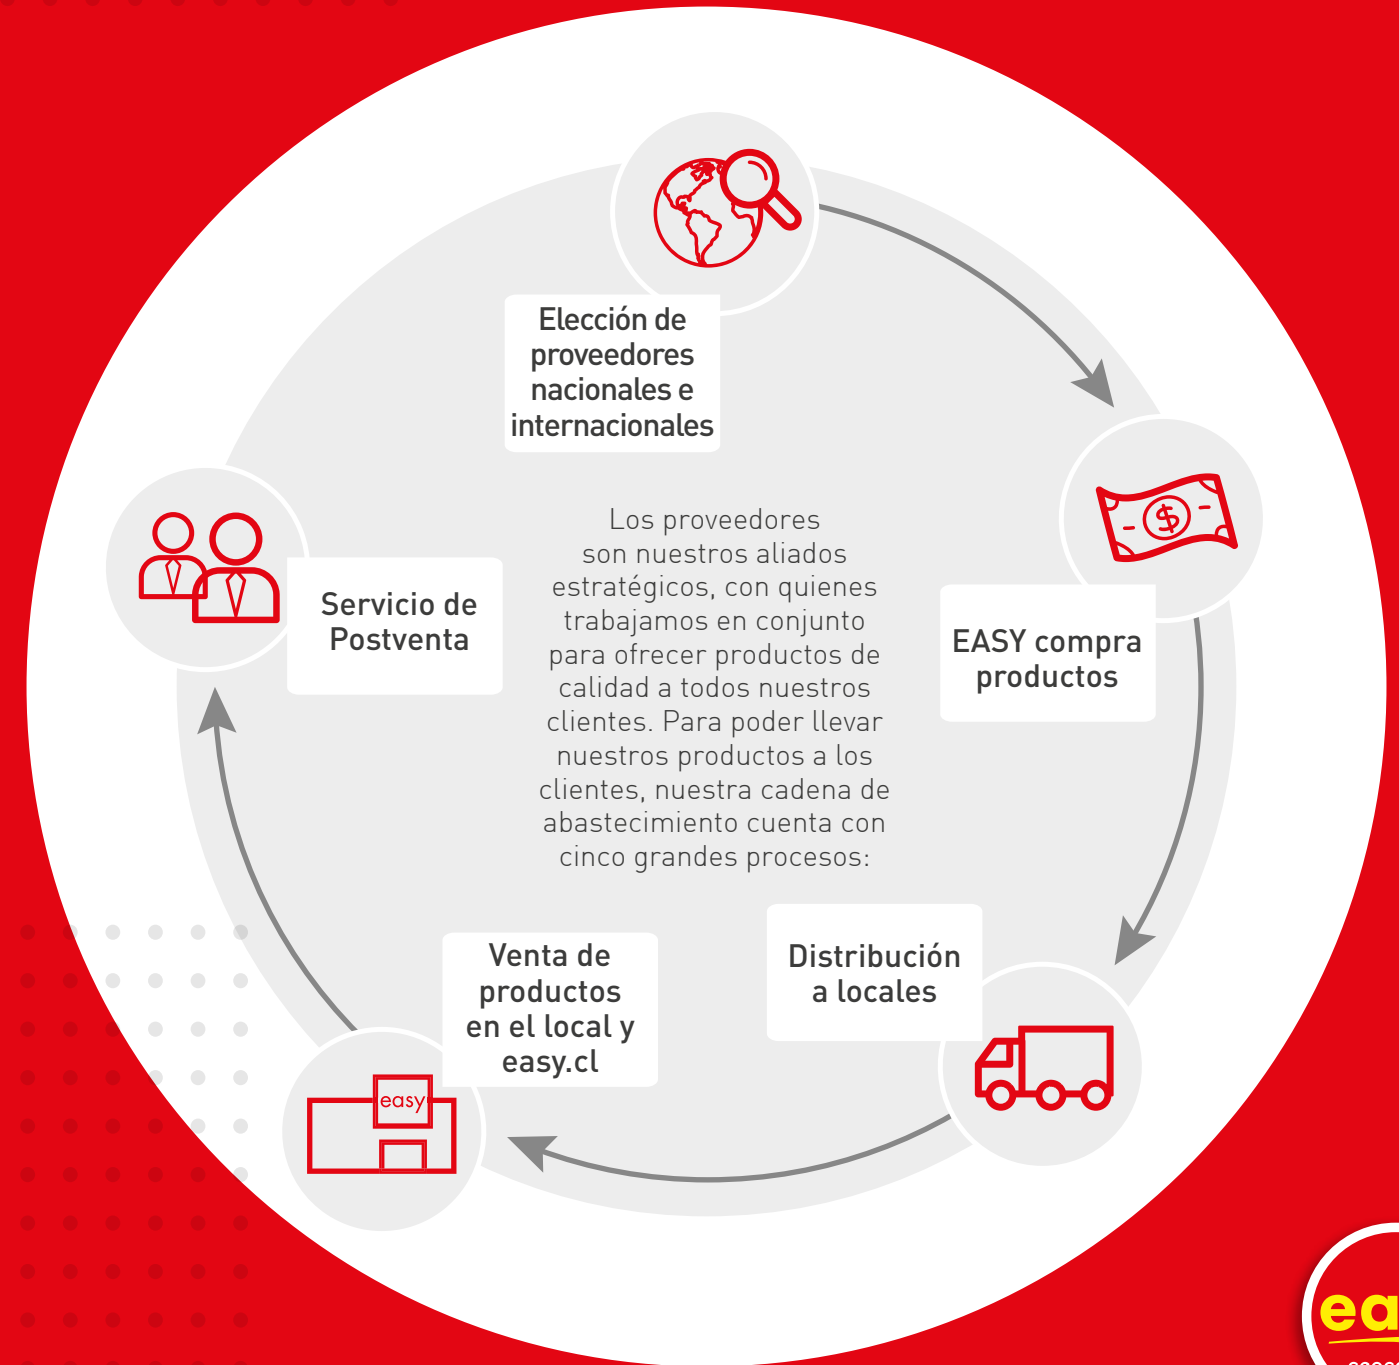 Elección de
proveedores
nacionales e
internacionales
EASY compra
productos
Distribución
a locales
Venta de
productos
en el local y
easy.cl
easy
Servicio de
Postventa
Los proveedores
son nuestros aliados
estratégicos, con quienes
trabajamos en conjunto
para ofrecer productos de
calidad a todos nuestros
clientes. Para poder llevar
nuestros productos a los
clientes, nuestra cadena de
abastecimiento cuenta con
cinco grandes procesos:
ea